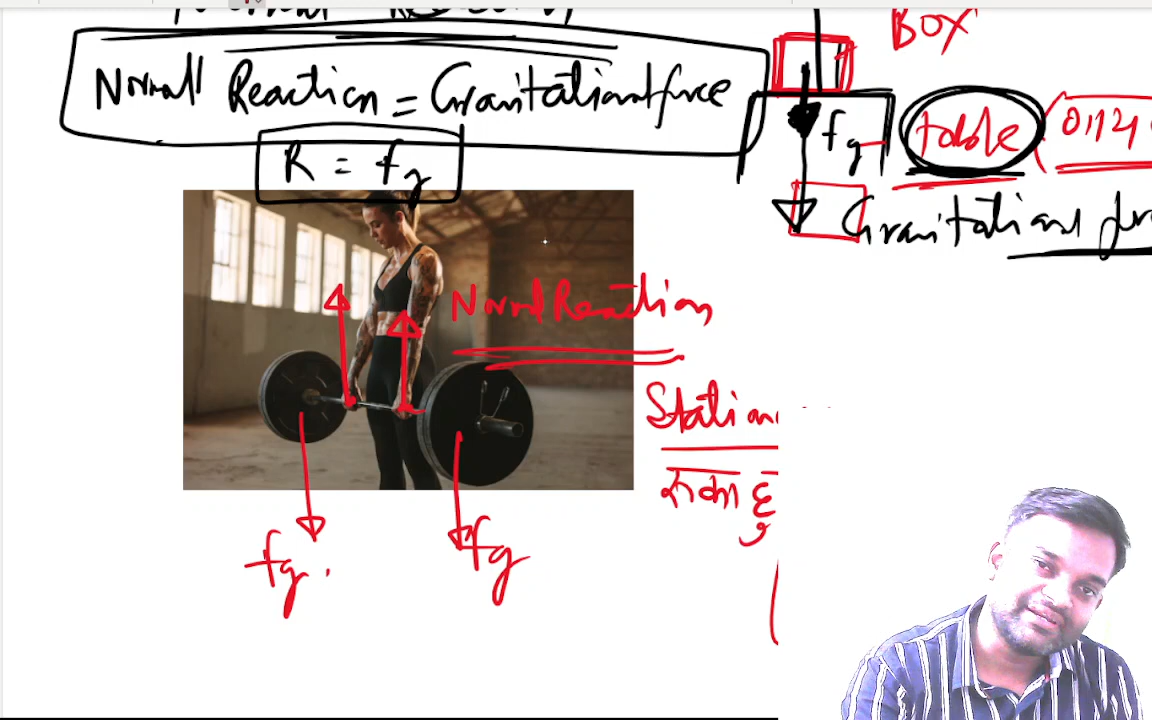 Normal Reaction = Gravitational force
R = fg
BOX
fg
table
Gravitational
Normal Reaction
Station
रुका हु
fg.
fg